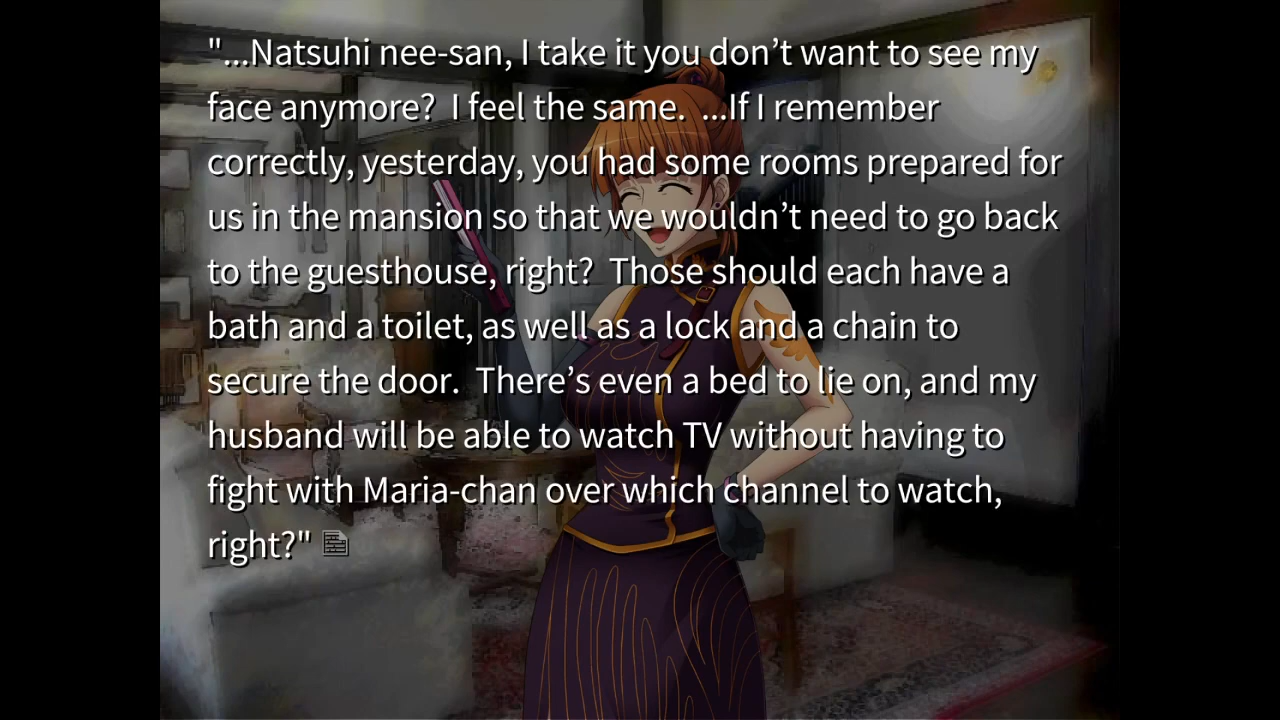 "...Natsuhi nee-san, I take it you don’t want to see my
face anymore?  I feel the same.  ...If I remember
correctly, yesterday, you had some rooms prepared for
us in the mansion so that we wouldn’t need to go back
to the guesthouse, right?  Those should each have a
bath and a toilet, as well as a lock and a chain to
secure the door.  There’s even a bed to lie on, and my
husband will be able to watch TV without having to
fight with Maria-chan over which channel to watch,
right?"